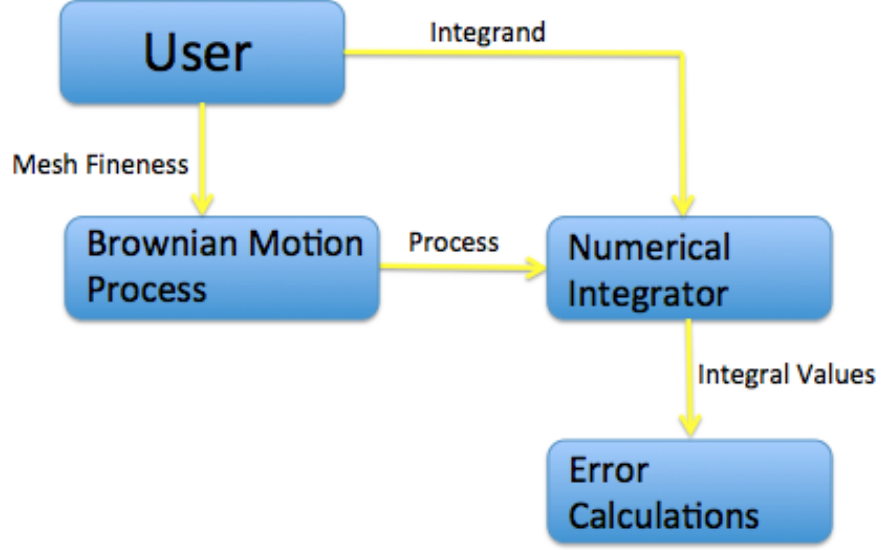 User
Integrand
Mesh Fineness
Brownian Motion
Process
Process
Numerical
Integrator
Integral Values
Error
Calculations